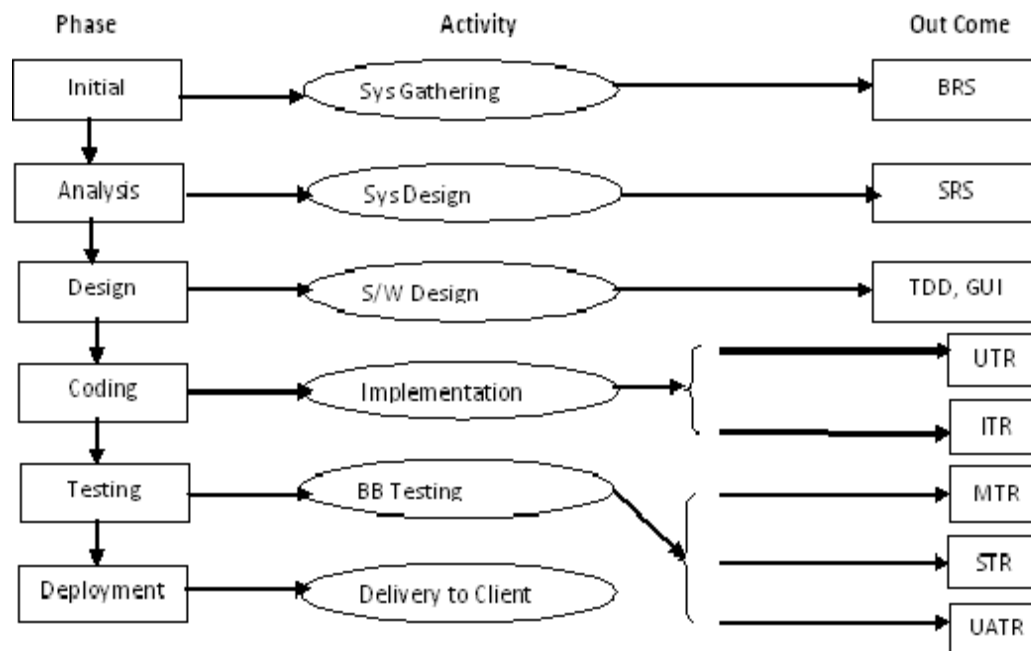 Phase Activity Out Come
Initial Sys Gathering BRS
Analysis Sys Design SRS
Design S/W Design TDD, GUI
UTR
Coding Implementation
ITR
Testing BB Testing MTR
STR
Deployment Delivery to Client
UATR